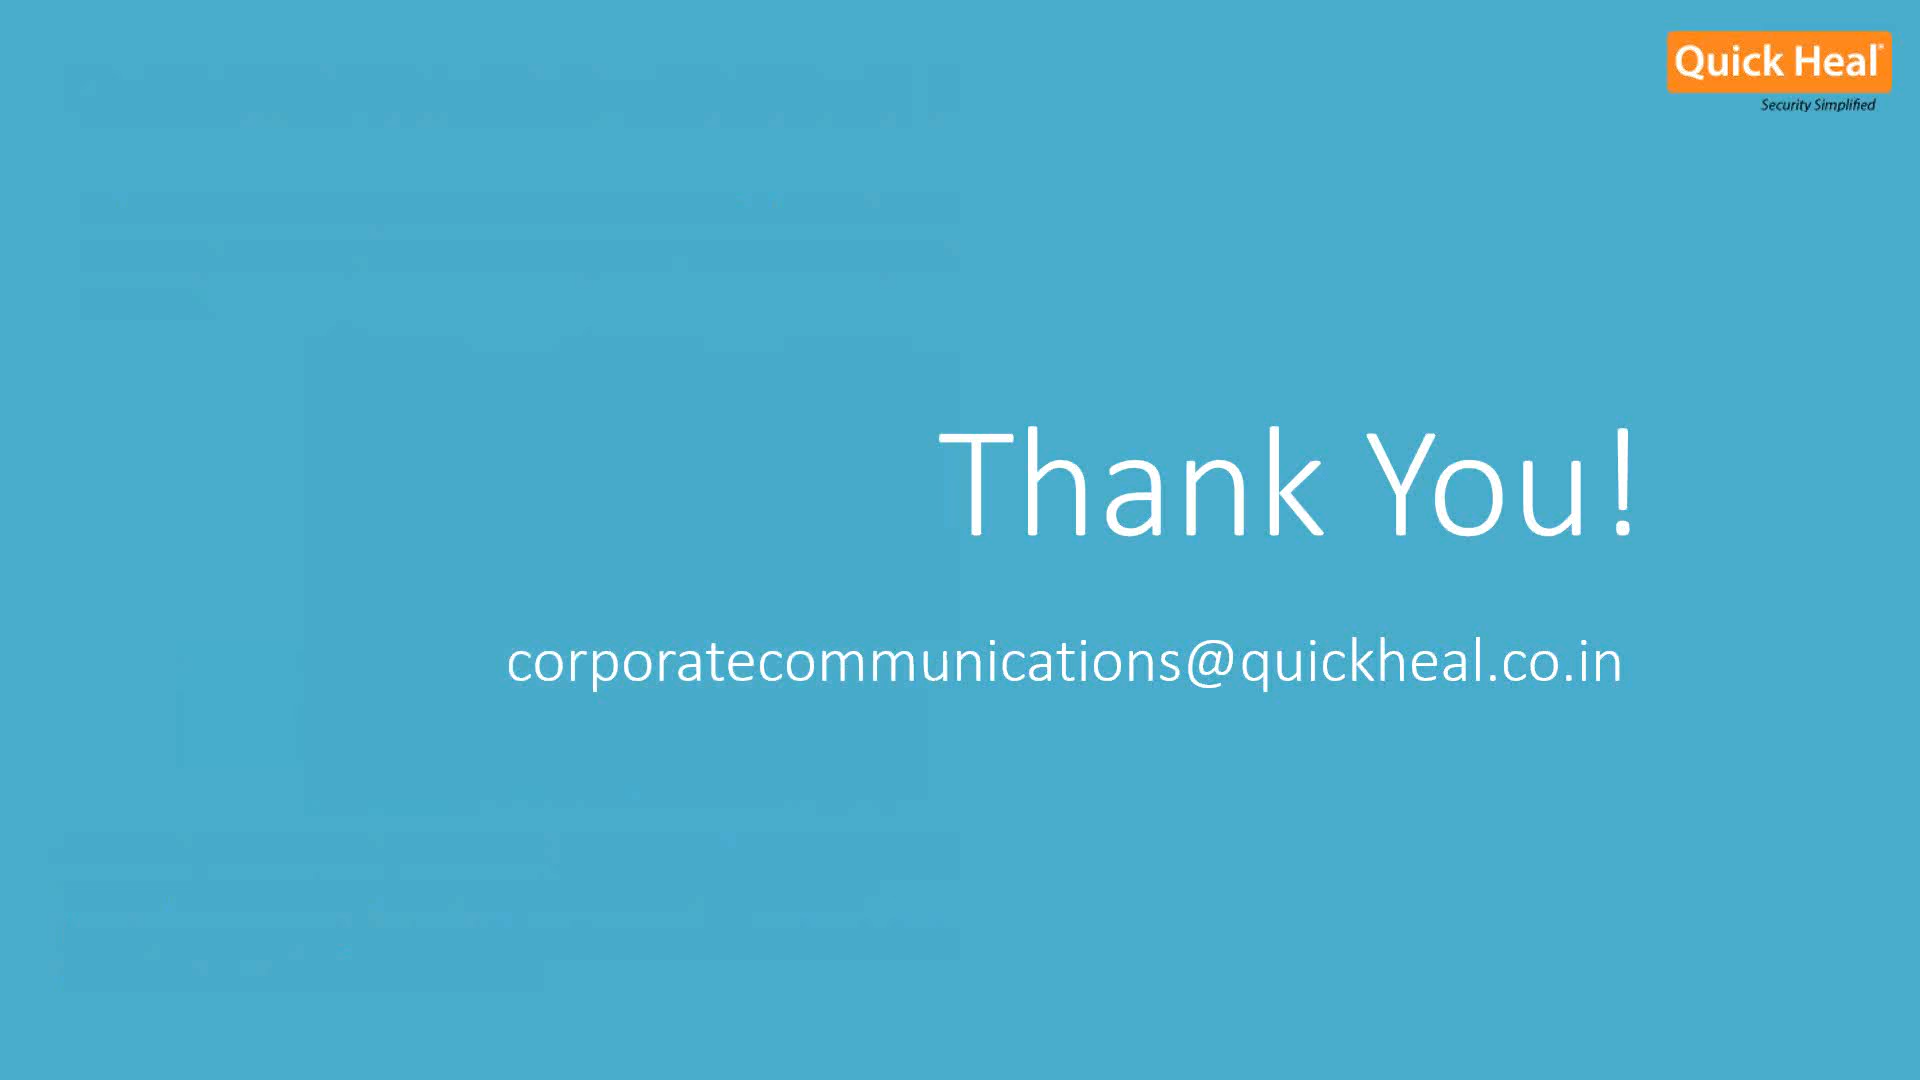 Quick Heal®
Security Simplified
Thank You!
corporatecommunications@quickheal.co.in